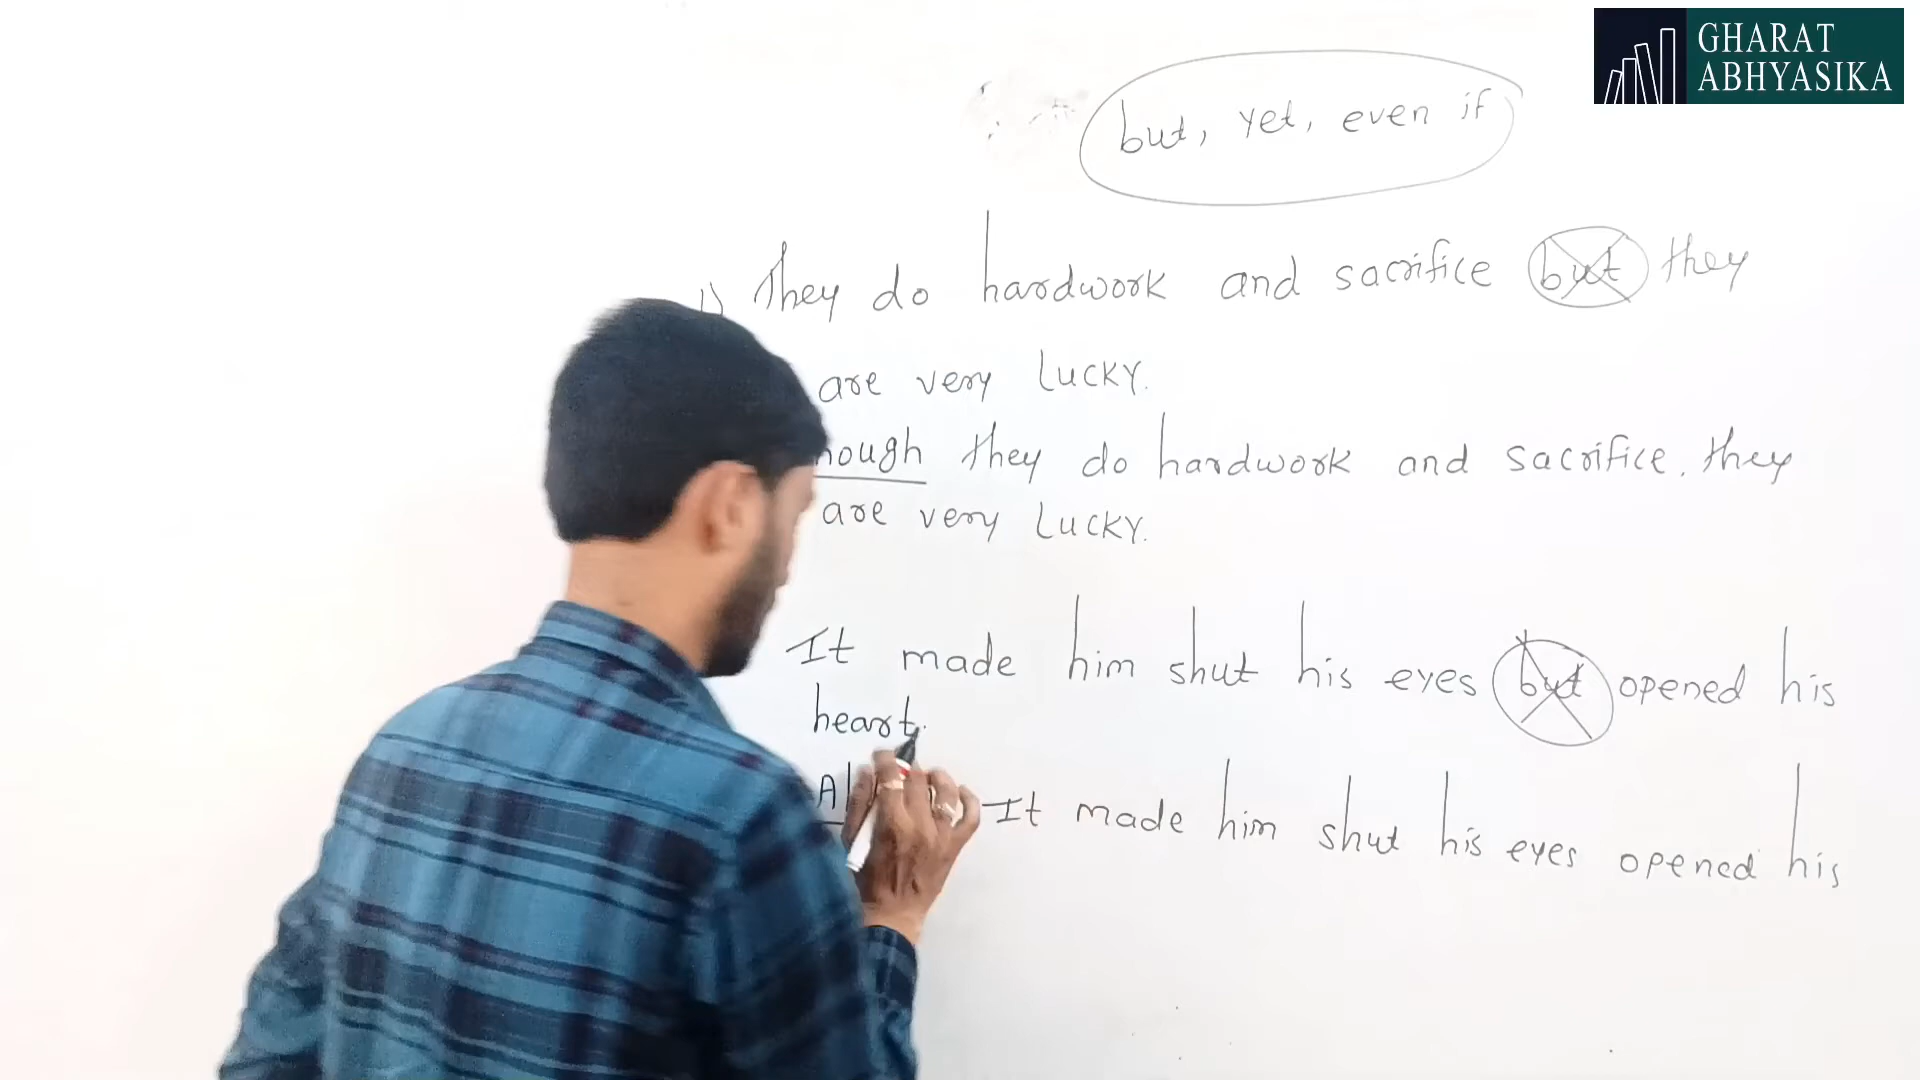 GHARAT
ABHYASIKA
but, yet, even if
1) They do hardwork and sacrifice but they
are very Lucky.
they do hardwork and sacrifice. they
are very Lucky.
It made him shut his eyes but opened his
heart.
It made him shut his eyes opened his